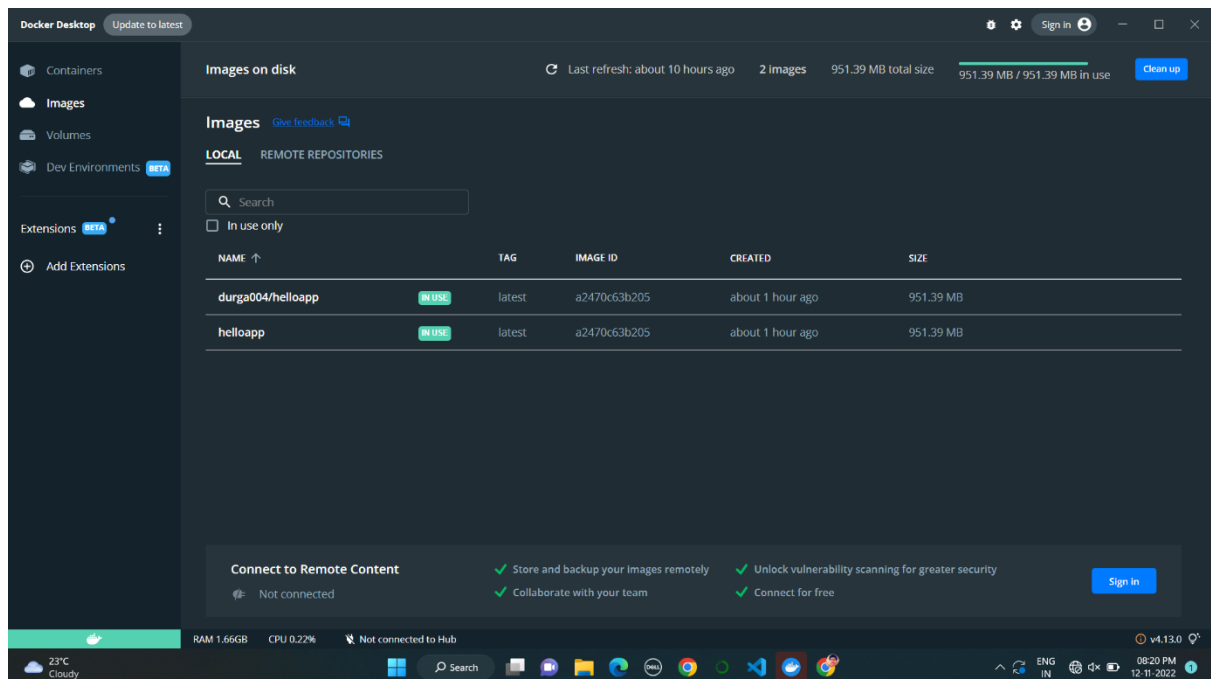 Docker Desktop Update to latest Sign in
Containers
Images
Volumes
Dev Environments BETA
Extensions BETA
Add Extensions
Images on disk Last refresh: about 10 hours ago 2 images 951.39 MB total size 951.39 MB / 951.39 MB in use Clean up
Images Give feedback
LOCAL REMOTE REPOSITORIES
Search
In use only
NAME TAG IMAGE ID CREATED SIZE
durga004/helloapp IN USE latest a2470c63b205 about 1 hour ago 951.39 MB
helloapp IN USE latest a2470c63b205 about 1 hour ago 951.39 MB
Connect to Remote Content
Not connected
Store and backup your images remotely
Collaborate with your team
Unlock vulnerability scanning for greater security
Connect for free
Sign in
RAM 1.66GB CPU 0.22% Not connected to Hub v4.13.0
23°C
Cloudy
Search
DELL
ENG
IN
08:20 PM
12-11-2022
1